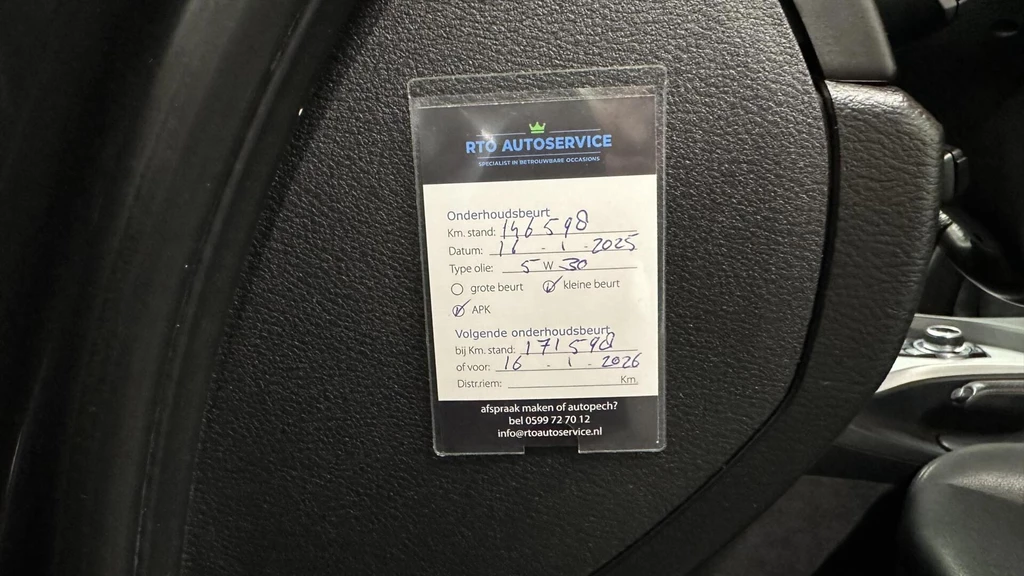 RTO AUTOSERVICE
SPECIALIST IN BETROUWBARE OCCASIONS
Onderhoudsbeurt
Km. stand: 146598
Datum: 16 - 1 - 2025
Type olie: 5 W 30
grote beurt kleine beurt
APK
Volgende onderhoudsbeurt
bij Km. stand: 171598
of voor: 16 - 1 - 2026
Distr.riem: Km.
afspraak maken of autopech?
bel 0599 72 70 12
info@rtoautoservice.nl